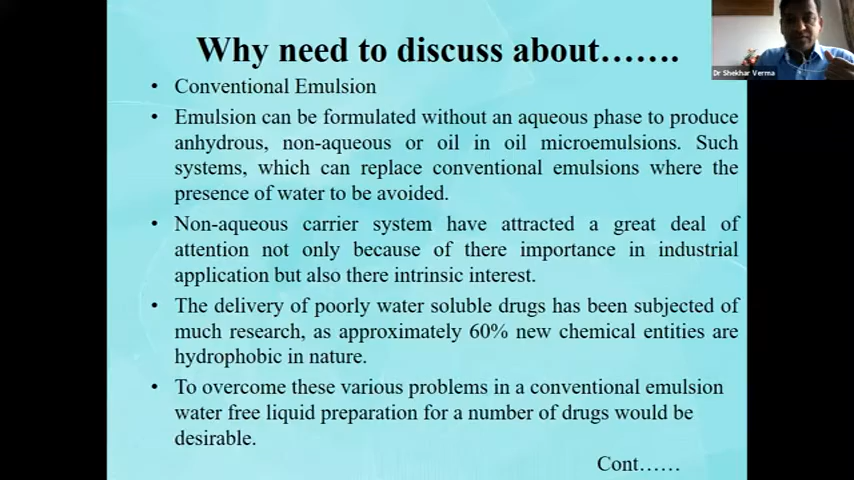 Why need to discuss about…….
Dr Shekhar Verma
• Conventional Emulsion
• Emulsion can be formulated without an aqueous phase to produce
anhydrous, non-aqueous or oil in oil microemulsions. Such
systems, which can replace conventional emulsions where the
presence of water to be avoided.
• Non-aqueous carrier system have attracted a great deal of
attention not only because of there importance in industrial
application but also there intrinsic interest.
• The delivery of poorly water soluble drugs has been subjected of
much research, as approximately 60% new chemical entities are
hydrophobic in nature.
• To overcome these various problems in a conventional emulsion
water free liquid preparation for a number of drugs would be
desirable.
Cont……